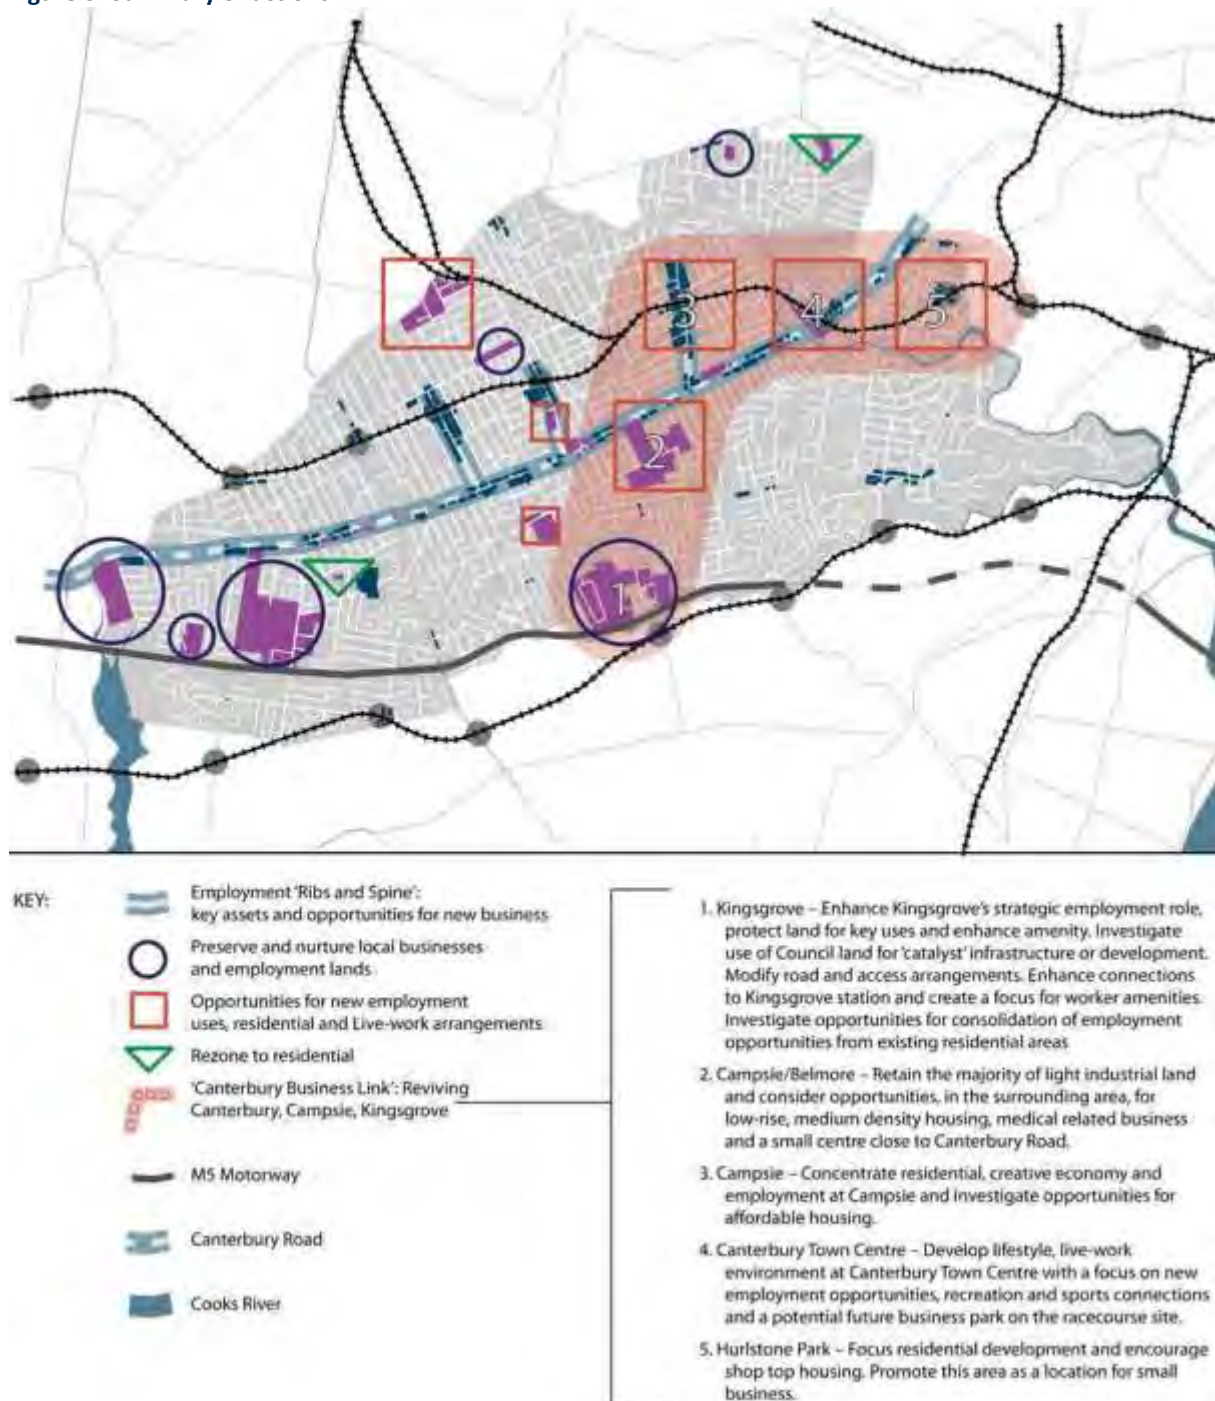 3
4
5
2
1
KEY:
Employment 'Ribs and Spine':
key assets and opportunities for new business
Preserve and nurture local businesses
and employment lands
Opportunities for new employment
uses, residential and Live-work arrangements
Rezone to residential
'Canterbury Business Link': Reviving
Canterbury, Campsie, Kingsgrove
M5 Motorway
Canterbury Road
Cooks River
1. Kingsgrove – Enhance Kingsgrove's strategic employment role,
protect land for key uses and enhance amenity. Investigate
use of Council land for 'catalyst' infrastructure or development.
Modify road and access arrangements. Enhance connections
to Kingsgrove station and create a focus for worker amenities.
Investigate opportunities for consolidation of employment
opportunities from existing residential areas
2. Campsie/Belmore – Retain the majority of light industrial land
and consider opportunities, in the surrounding area, for
low-rise, medium density housing, medical related business
and a small centre close to Canterbury Road.
3. Campsie – Concentrate residential, creative economy and
employment at Campsie and investigate opportunities for
affordable housing.
4. Canterbury Town Centre – Develop lifestyle, live-work
environment at Canterbury Town Centre with a focus on new
employment opportunities, recreation and sports connections
and a potential future business park on the racecourse site.
5. Hurlstone Park – Focus residential development and encourage
shop top housing. Promote this area as a location for small
business.